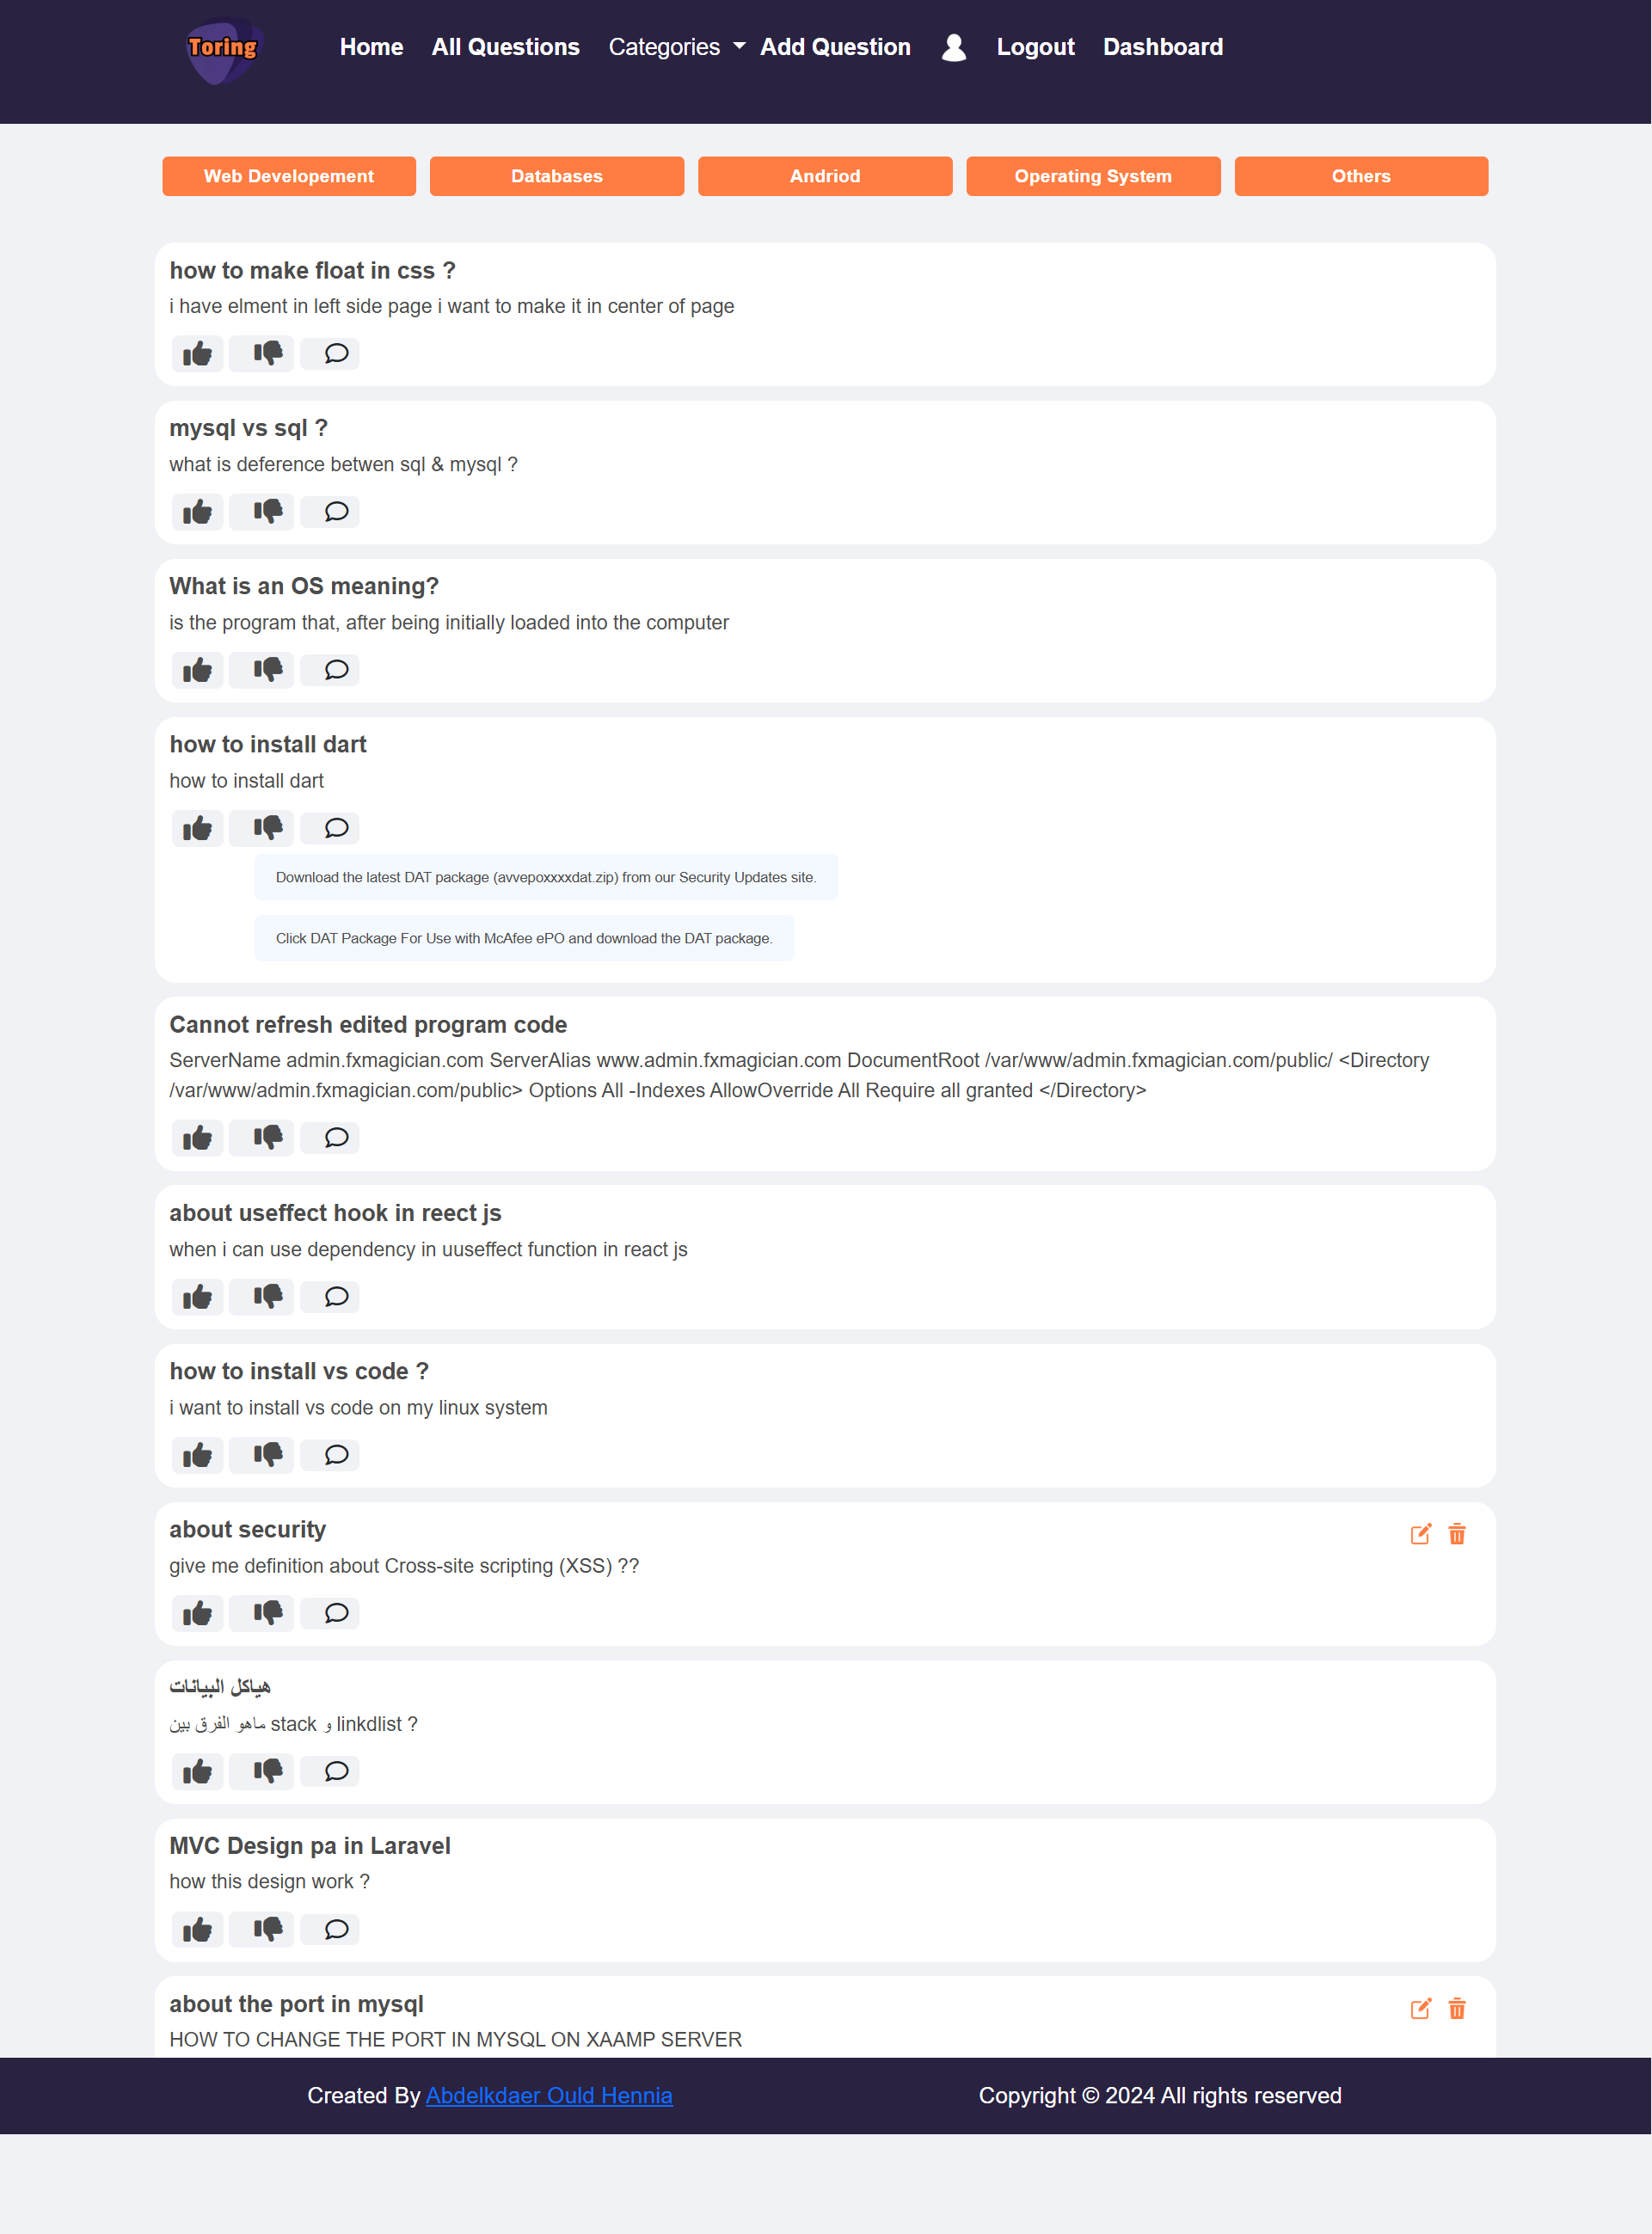 Toring
Home All Questions Categories Add Question Logout Dashboard
Web Developement Databases Andriod Operating System Others
how to make float in css ?
i have elment in left side page i want to make it in center of page
mysql vs sql ?
what is deference betwen sql & mysql ?
What is an OS meaning?
is the program that, after being initially loaded into the computer
how to install dart
how to install dart
Download the latest DAT package (avvepoxxxxdat.zip) from our Security Updates site.
Click DAT Package For Use with McAfee ePO and download the DAT package.
Cannot refresh edited program code
ServerName admin.fxmagician.com ServerAlias www.admin.fxmagician.com DocumentRoot /var/www/admin.fxmagician.com/public/ <Directory
/var/www/admin.fxmagician.com/public> Options All -Indexes AllowOverride All Require all granted </Directory>
about useffect hook in reect js
when i can use dependency in uuseffect function in react js
how to install vs code ?
i want to install vs code on my linux system
about security
give me definition about Cross-site scripting (XSS) ??
هياكل البيانات
ماهو الفرق بين stack و linkdlist ?
MVC Design pa in Laravel
how this design work ?
about the port in mysql
HOW TO CHANGE THE PORT IN MYSQL ON XAAMP SERVER
Created By Abdelkdaer Ould Hennia Copyright © 2024 All rights reserved